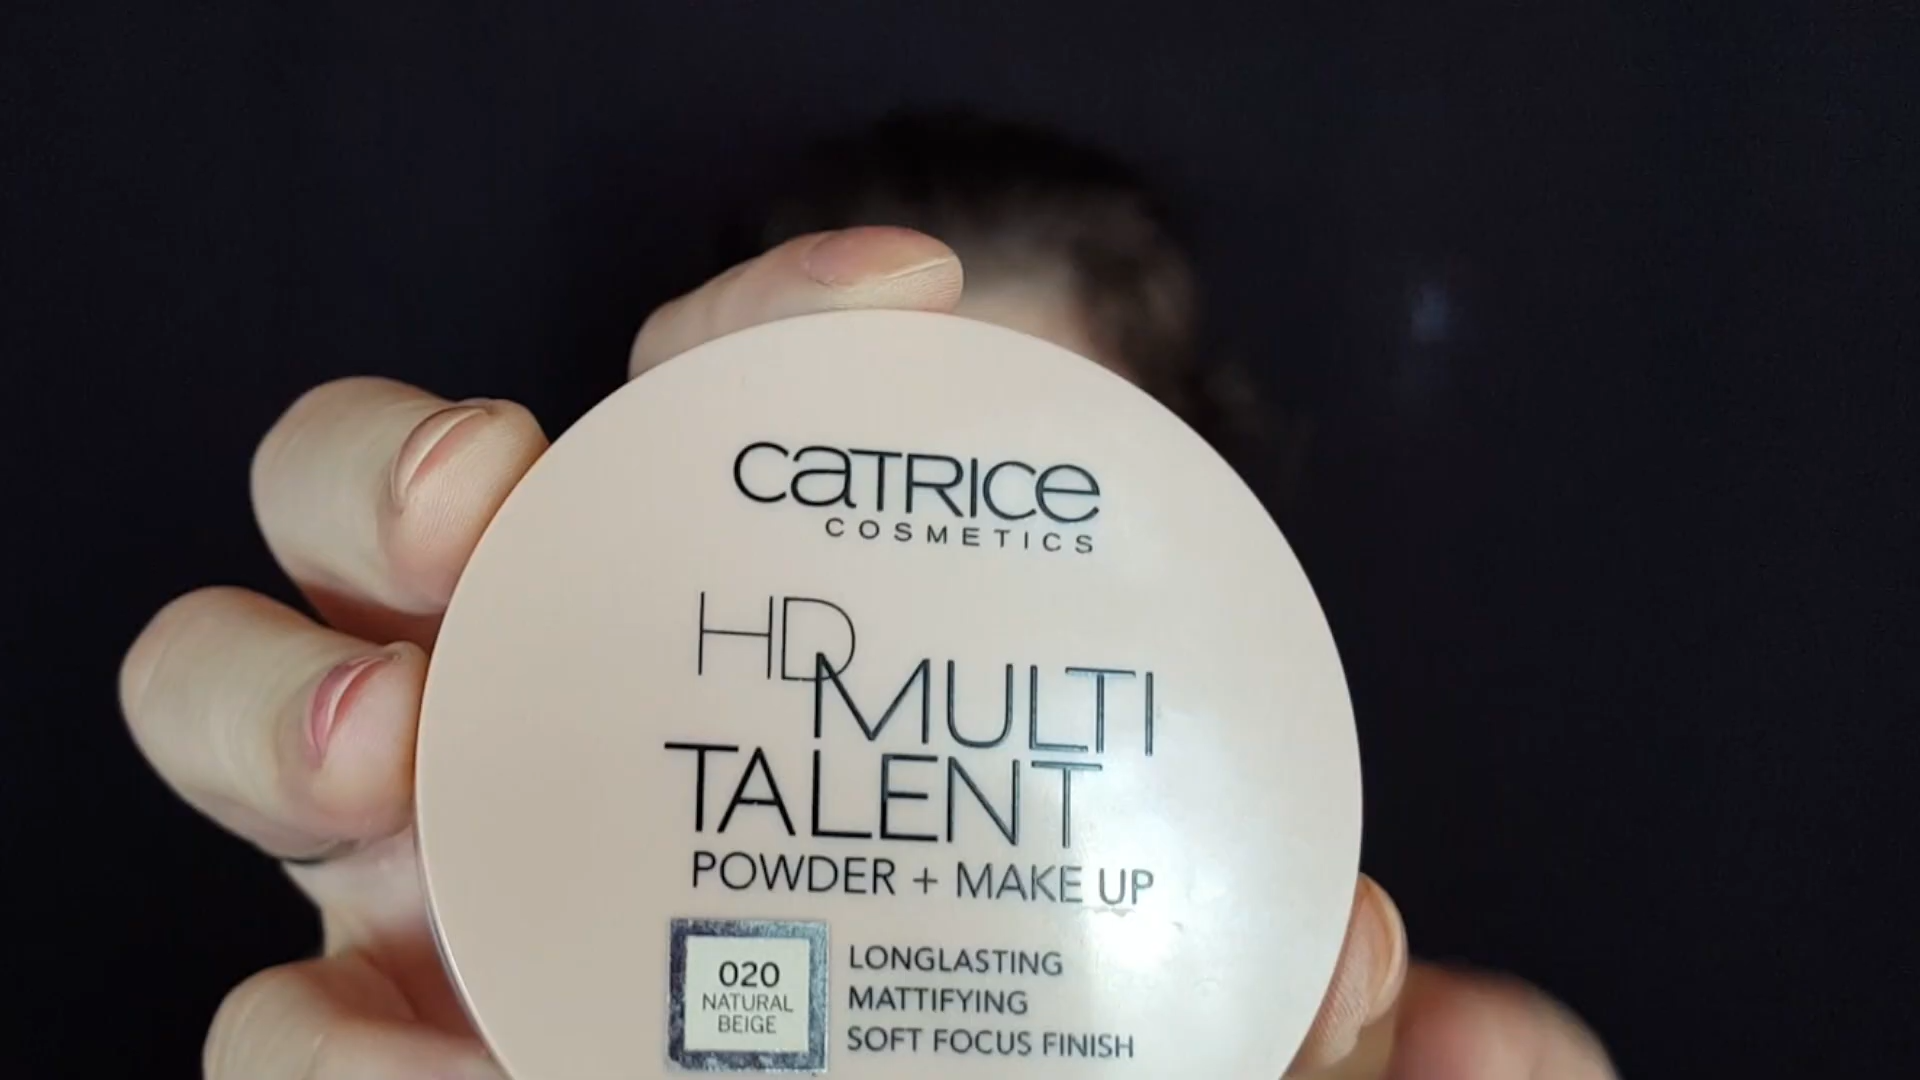 CATRICE
COSMETICS
HD
MULTI
TALENT
POWDER + MAKE UP
020
NATURAL
BEIGE
LONGLASTING
MATTIFYING
SOFT FOCUS FINISH